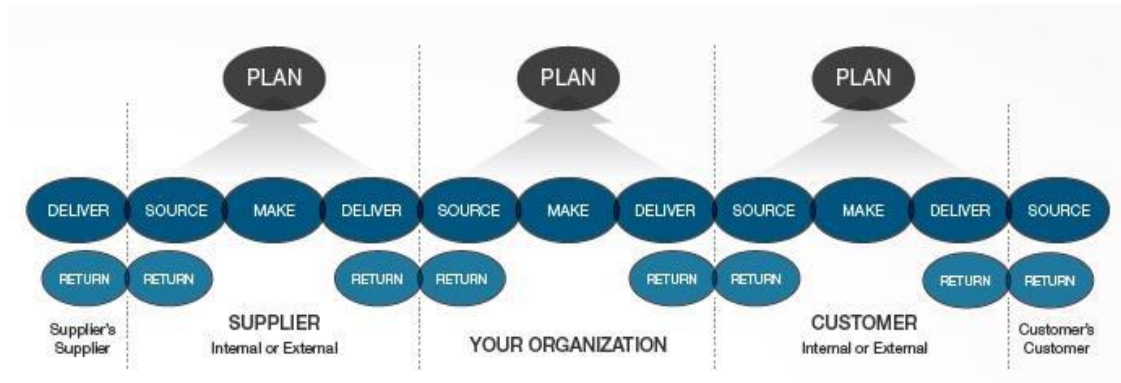 PLAN PLAN PLAN
DELIVER SOURCE MAKE DELIVER SOURCE MAKE DELIVER SOURCE MAKE DELIVER SOURCE
RETURN RETURN RETURN RETURN RETURN RETURN RETURN RETURN
Supplier's
Supplier
SUPPLIER
Internal or External
YOUR ORGANIZATION
CUSTOMER
Internal or External
Customer's
Customer